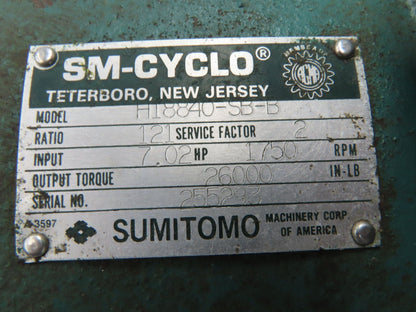 SM-CYCLO®
TETERBORO, NEW JERSEY
MODEL H18840-SB-B
RATIO 121 SERVICE FACTOR 2
INPUT 7.02 HP 1750 RPM
OUTPUT TORQUE 26000 IN-LB
SERIAL NO.
3597 SUMITOMO MACHINERY CORP.
OF AMERICA